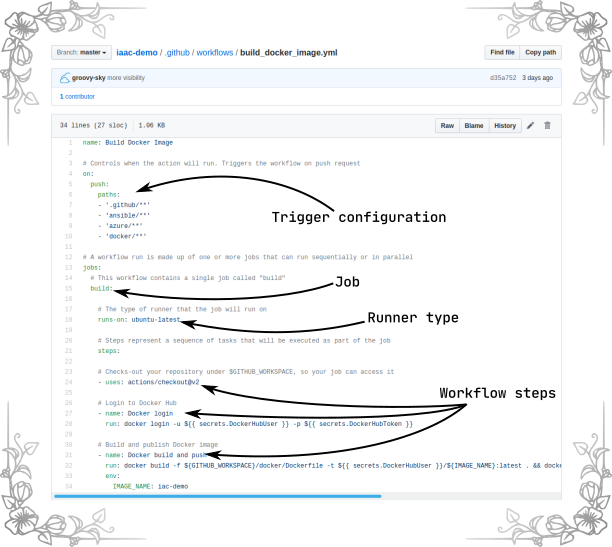 Branch: master
iaac-demo / .github / workflows / build_docker_image.yml
Find file
Copy path
groovy-sky more visibility
d35a752 3 days ago
1 contributor
34 lines (27 sloc) 1.06 KB
Raw
Blame
History
1 name: Build Docker Image
2
3 # Controls when the action will run. Triggers the workflow on push request
4 on:
5 push:
6 paths:
7 - '.github/**'
8 - 'ansible/**'
9 - 'azure/**'
10 - 'docker/**'
Trigger configuration
11
12 # A workflow run is made up of one or more jobs that can run sequentially or in parallel
13 jobs:
14 # This workflow contains a single job called "build"
15 build:
Job
16
17 # The type of runner that the job will run on
18 runs-on: ubuntu-latest
Runner type
19
20 # Steps represent a sequence of tasks that will be executed as part of the job
21 steps:
22
23 # Checks-out your repository under $GITHUB_WORKSPACE, so your job can access it
24 - uses: actions/checkout@v2
Workflow steps
25
26 # Login to Docker Hub
27 - name: Docker login
28 run: docker login -u ${{ secrets.DockerHubUser }} -p ${{ secrets.DockerHubToken }}
29
30 # Build and publish Docker image
31 - name: Docker build and push
32 run: docker build -f ${GITHUB_WORKSPACE}/docker/Dockerfile -t ${{ secrets.DockerHubUser }}/${IMAGE_NAME}:latest . && docke
33 env:
34 IMAGE_NAME: iac-demo